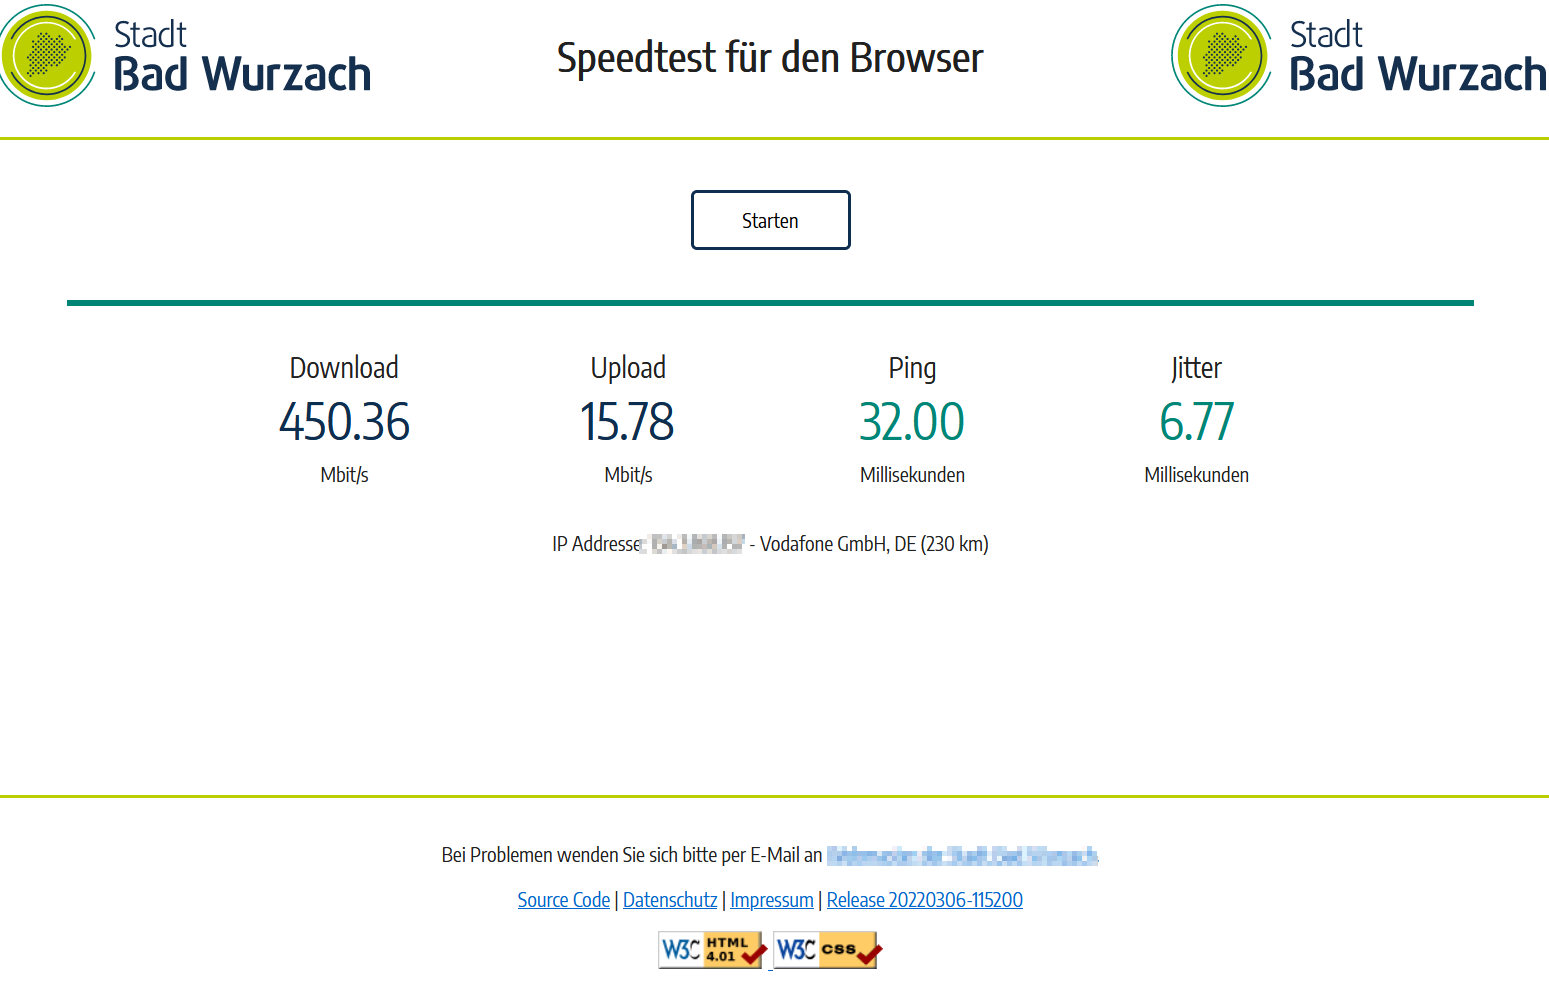 Stadt
Bad Wurzach
Speedtest für den Browser
Stadt
Bad Wurzach
Starten
Download
450.36
Mbit/s
Upload
15.78
Mbit/s
Ping
32.00
Millisekunden
Jitter
6.77
Millisekunden
IP Addresse: - Vodafone GmbH, DE (230 km)
Bei Problemen wenden Sie sich bitte per E-Mail an
Source Code | Datenschutz | Impressum | Release 20220306-115200
W3C HTML 4.01
W3C css